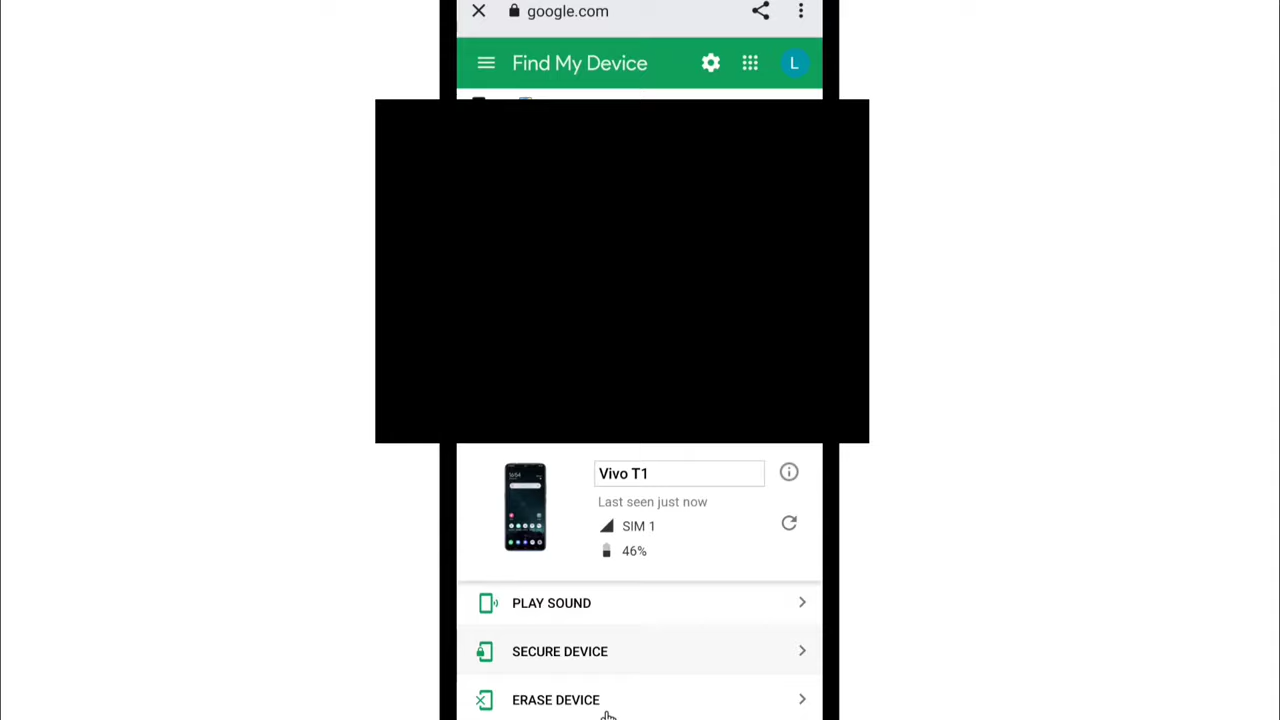 google.com
Find My Device
L
Vivo T1
Last seen just now
SIM 1
46%
PLAY SOUND
SECURE DEVICE
ERASE DEVICE